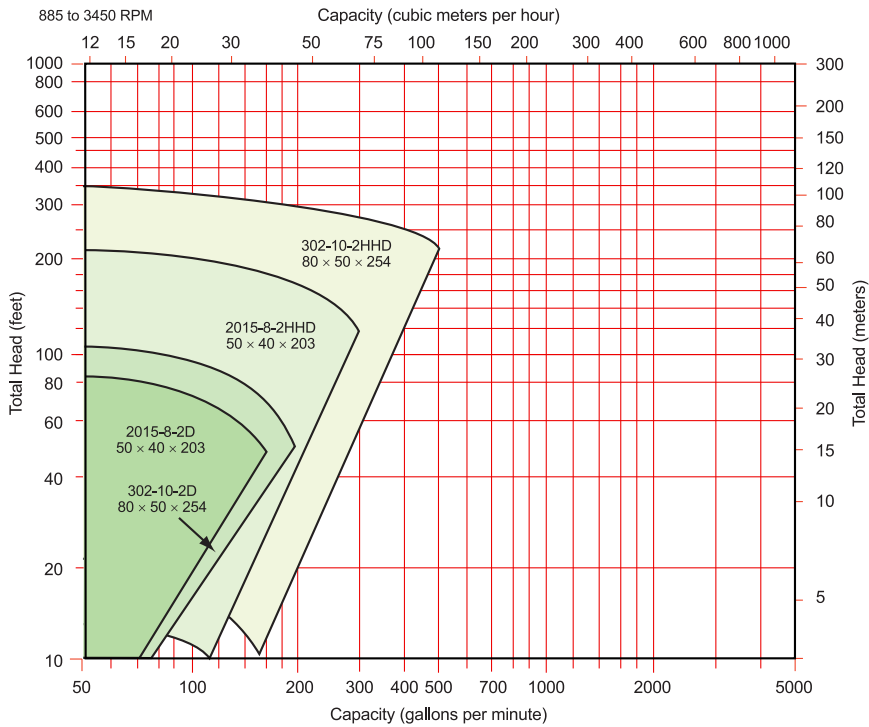 885 to 3450 RPM
Capacity (cubic meters per hour)
12 15 20 30 50 75 100 150 200 300 400 600 800 1000
1000
800
600
500
400
300
200
100
80
60
40
20
10
Total Head (feet)
300
200
150
120
100
80
60
50
40
30
20
15
10
5
Total Head (meters)
302-10-2HHD
80 × 50 × 254
2015-8-2HHD
50 × 40 × 203
2015-8-2D
50 × 40 × 203
302-10-2D
80 × 50 × 254
50 100 200 300 400 500 700 1000 2000 5000
Capacity (gallons per minute)